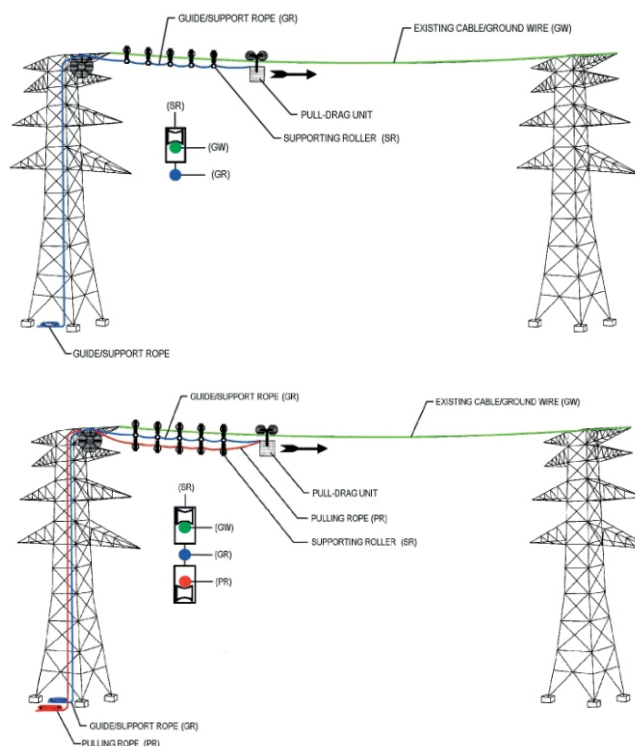 GUIDE/SUPPORT ROPE (GR)
EXISTING CABLE/GROUND WIRE (GW)
PULL-DRAG UNIT
(SR)
SUPPORTING ROLLER (SR)
(GW)
(GR)
GUIDE/SUPPORT ROPE
GUIDE/SUPPORT ROPE (GR)
EXISTING CABLE/GROUND WIRE (GW)
(SR)
PULL-DRAG UNIT
PULLING ROPE (PR)
(GW)
SUPPORTING ROLLER (SR)
(GR)
(PR)
GUIDE/SUPPORT ROPE (GR)
PULLING ROPE (PR)